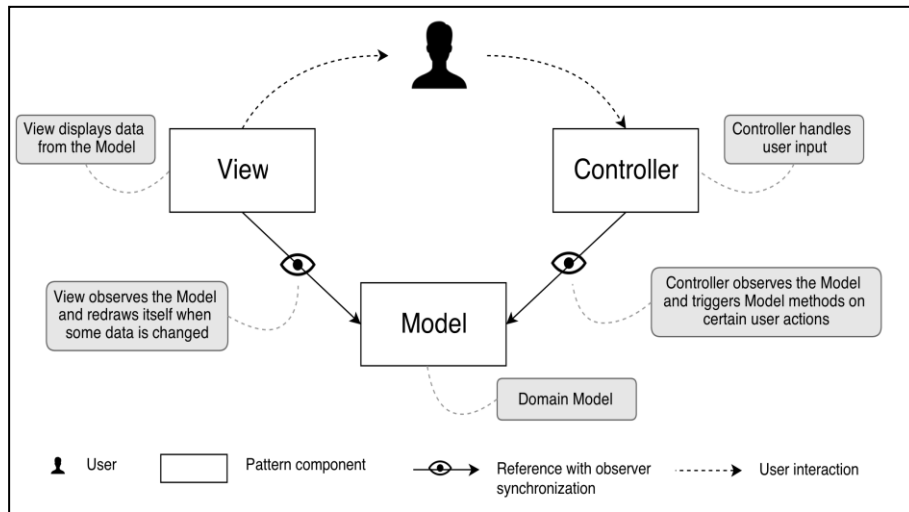 View displays data
from the Model
View
Controller
Controller handles
user input
View observes the Model
and redraws itself when
some data is changed
Model
Controller observes the Model
and triggers Model methods on
certain user actions
Domain Model
User
Pattern component
Reference with observer
synchronization
User interaction